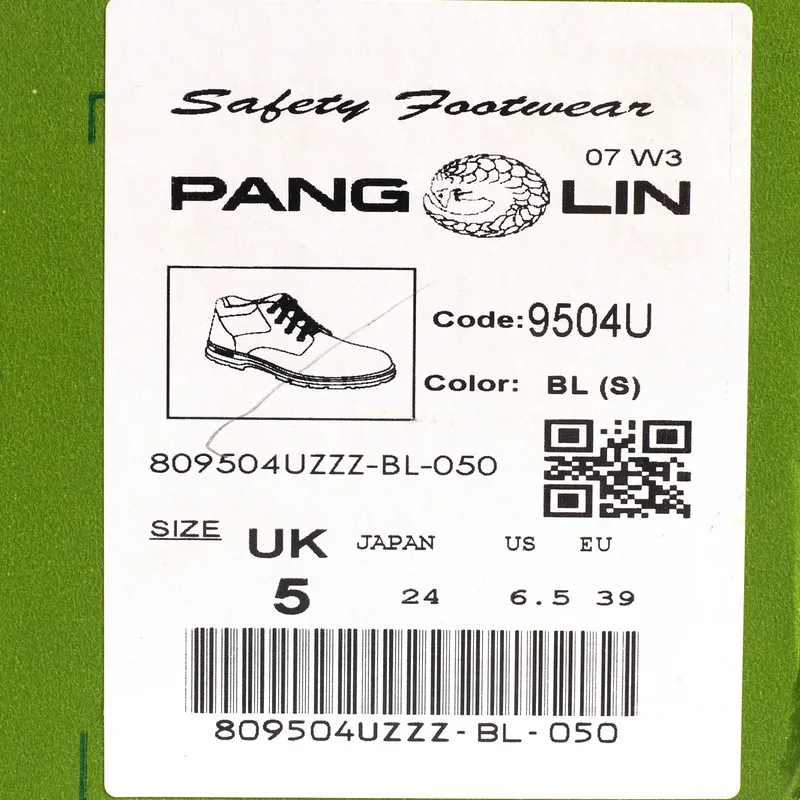 Safety Footwear
07 W3
PANG LIN
Code: 9504U
Color: BL (S)
809504UZZZ-BL-050
SIZE UK JAPAN US EU
5 24 6.5 39
809504UZZZ-BL-050